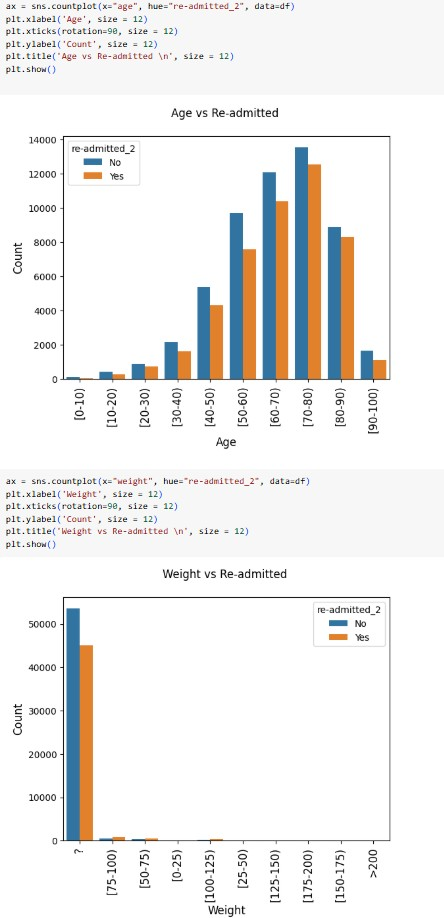 ax = sns.countplot(x="age", hue="re-admitted_2", data=df)
plt.xlabel('Age', size = 12)
plt.xticks(rotation=90, size = 12)
plt.ylabel('Count', size = 12)
plt.title('Age vs Re-admitted \n', size = 12)
plt.show()
Age vs Re-admitted
re-admitted_2
No
Yes
14000
12000
10000
8000
6000
4000
2000
0
Count
[0-10)
[10-20)
[20-30)
[30-40)
[40-50)
[50-60)
[60-70)
[70-80)
[80-90)
[90-100)
Age
ax = sns.countplot(x="weight", hue="re-admitted_2", data=df)
plt.xlabel('Weight', size = 12)
plt.xticks(rotation=90, size = 12)
plt.ylabel('Count', size = 12)
plt.title('Weight vs Re-admitted \n', size = 12)
plt.show()
Weight vs Re-admitted
re-admitted_2
No
Yes
50000
40000
30000
20000
10000
0
Count
?
[75-100)
[50-75)
[0-25)
[100-125)
[25-50)
[125-150)
[175-200)
[150-175)
>200
Weight